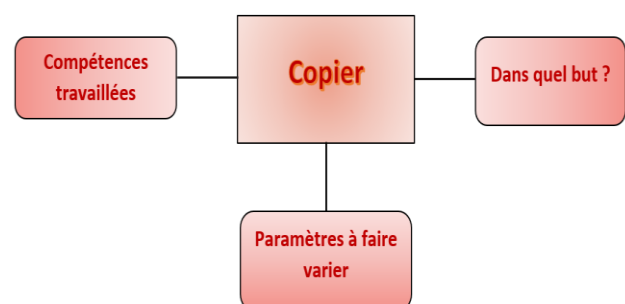 Compétences
travaillées
Copier
Dans quel but ?
Paramètres à faire
varier